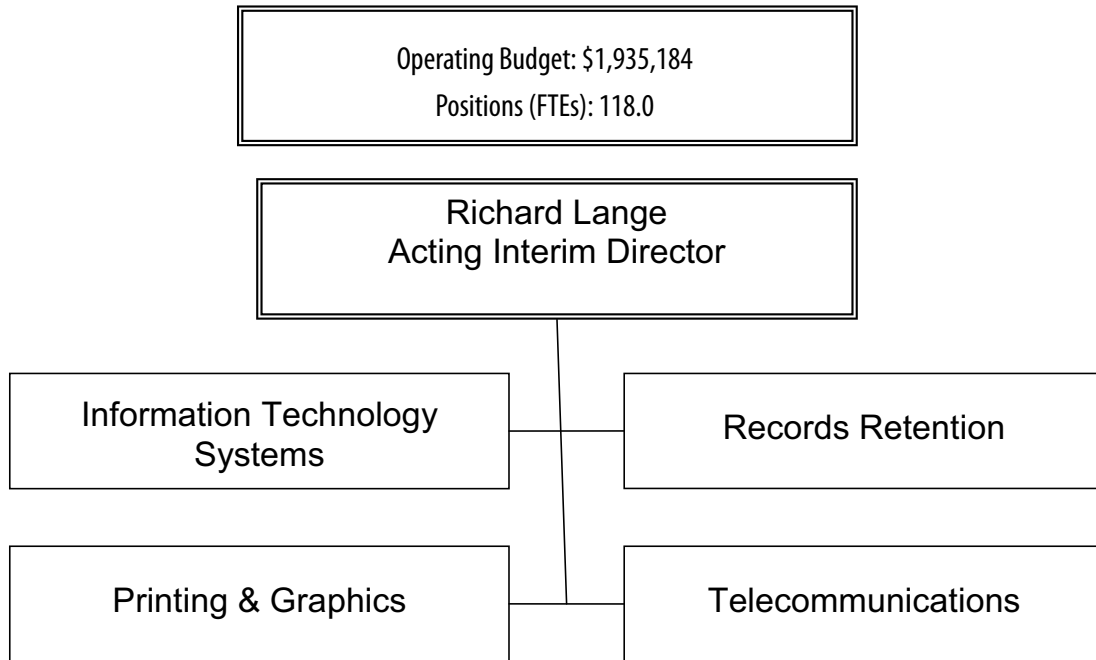 Operating Budget: $1,935,184
Positions (FTEs): 118.0
Richard Lange
Acting Interim Director
Information Technology
Systems
Records Retention
Printing & Graphics
Telecommunications